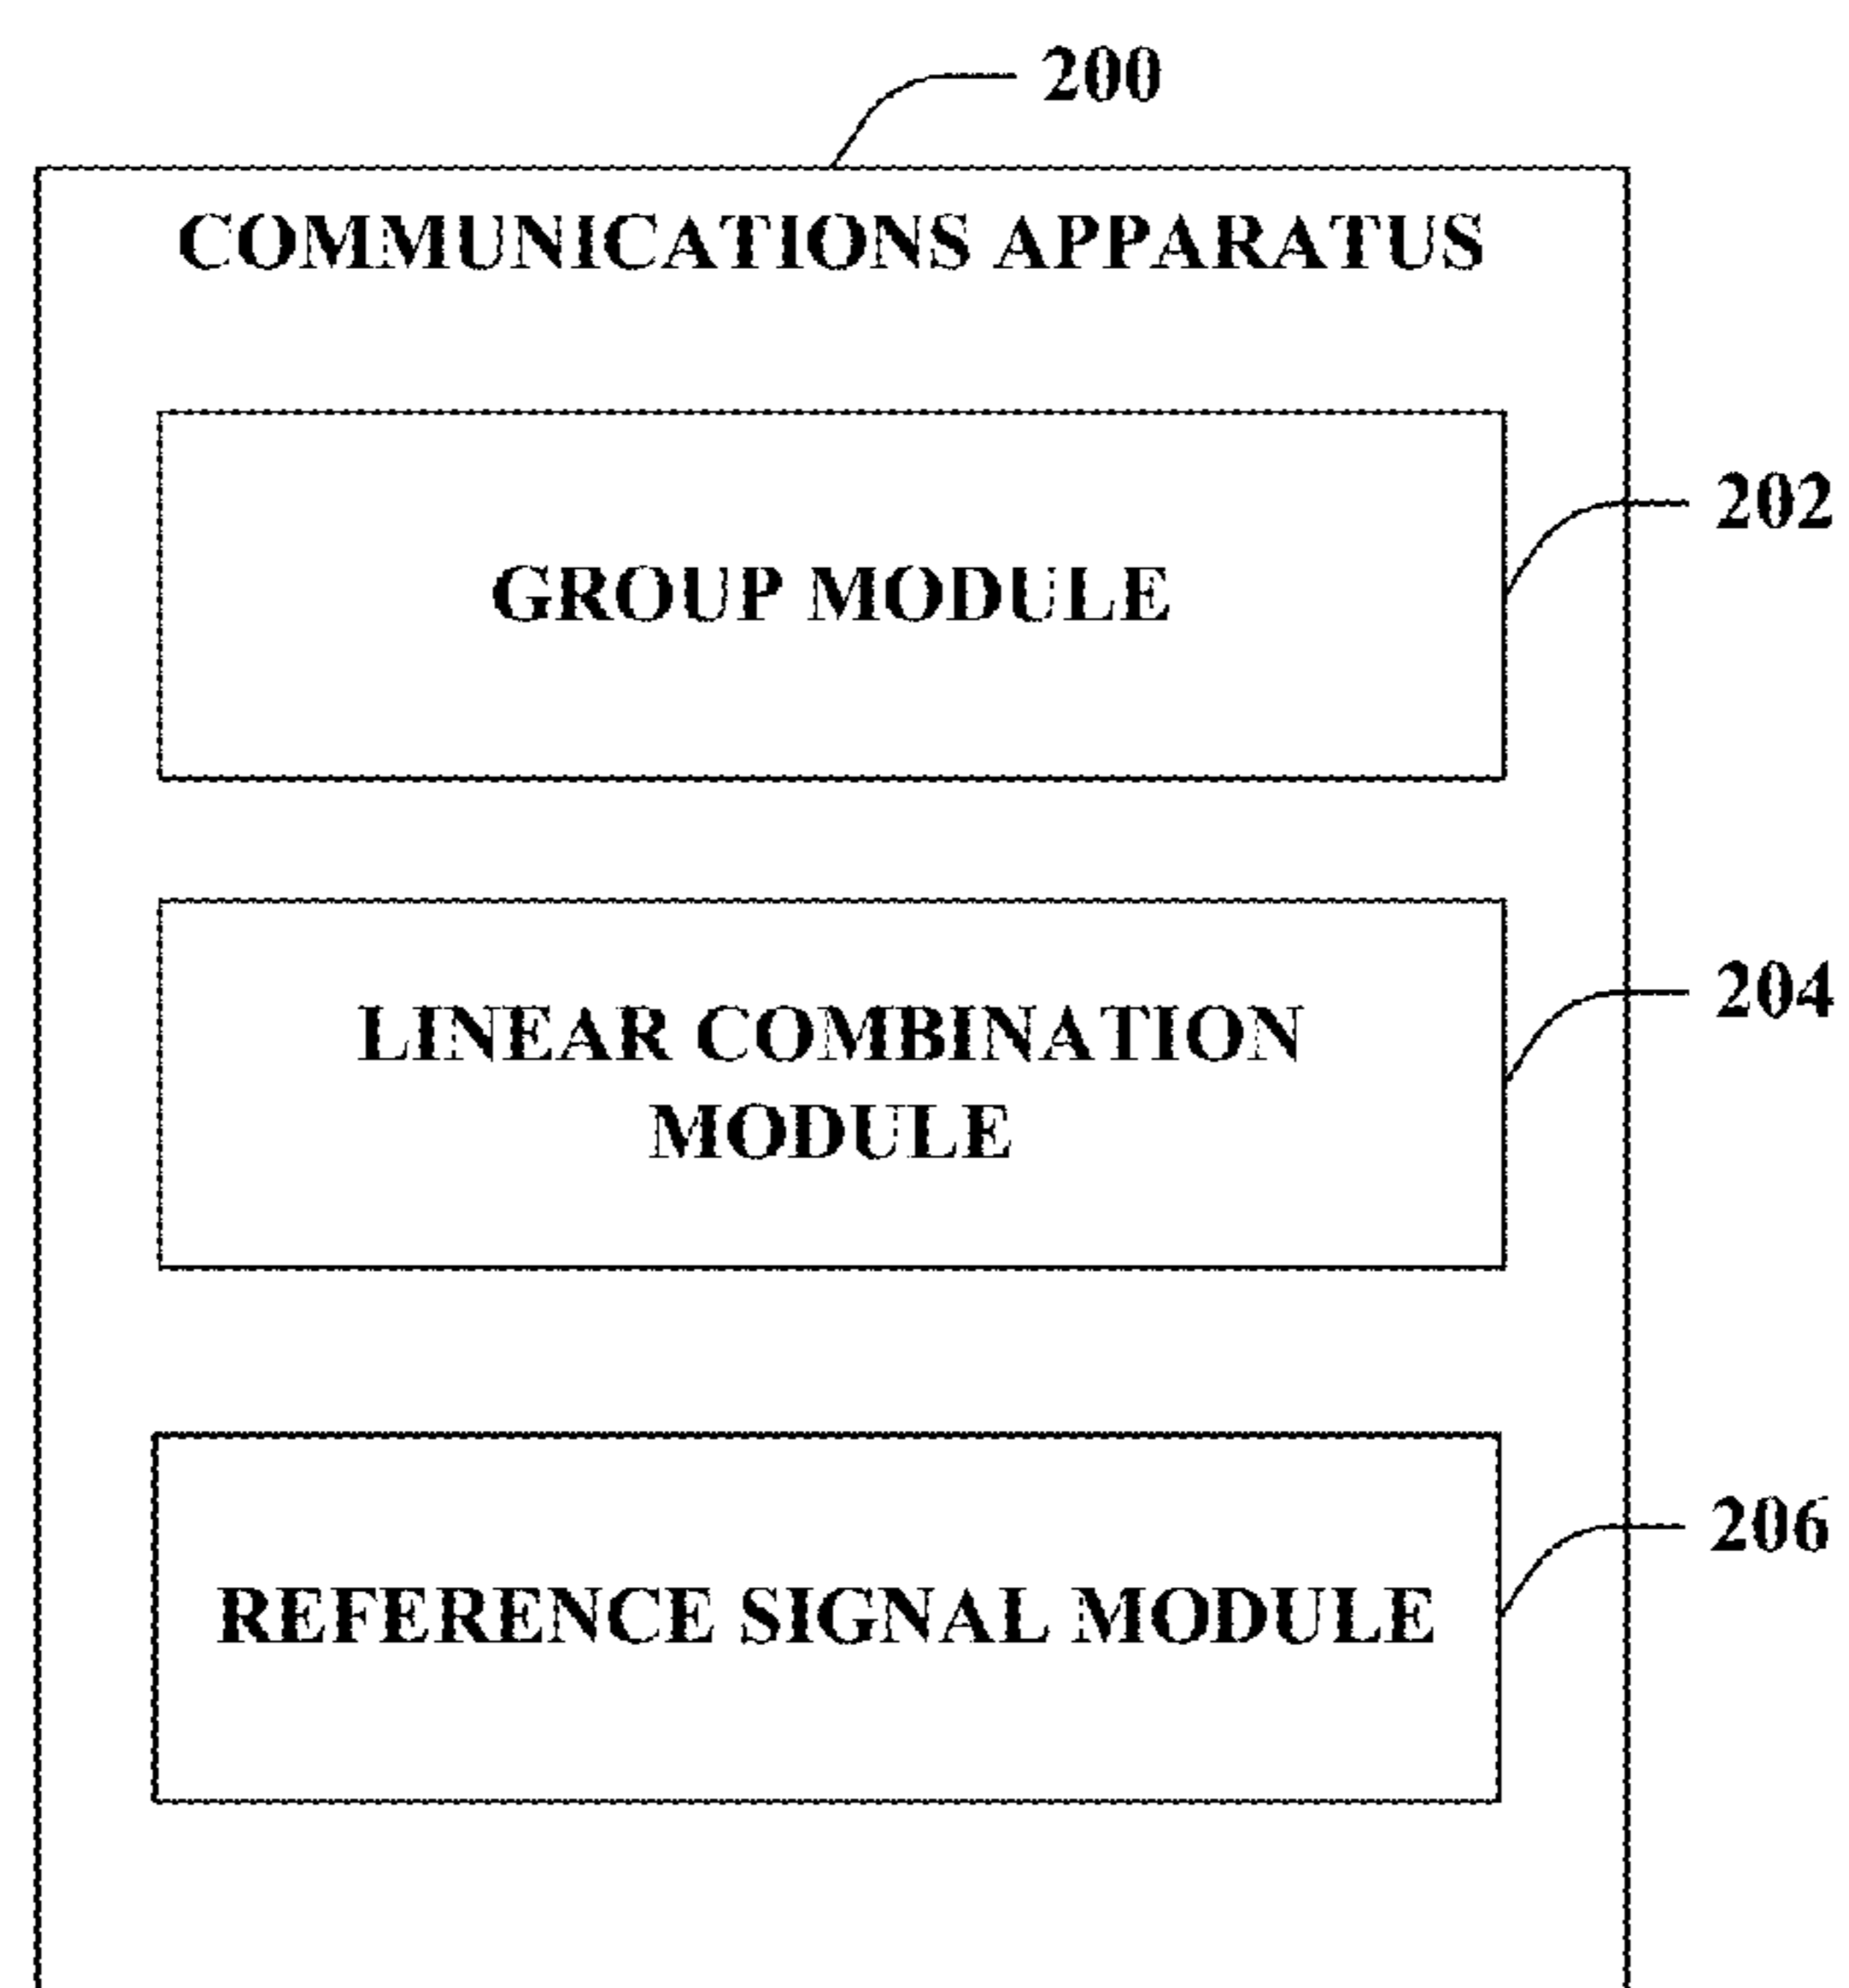 200
COMMUNICATIONS APPARATUS
202
GROUP MODULE
204
LINEAR COMBINATION
MODULE
206
REFERENCE SIGNAL MODULE